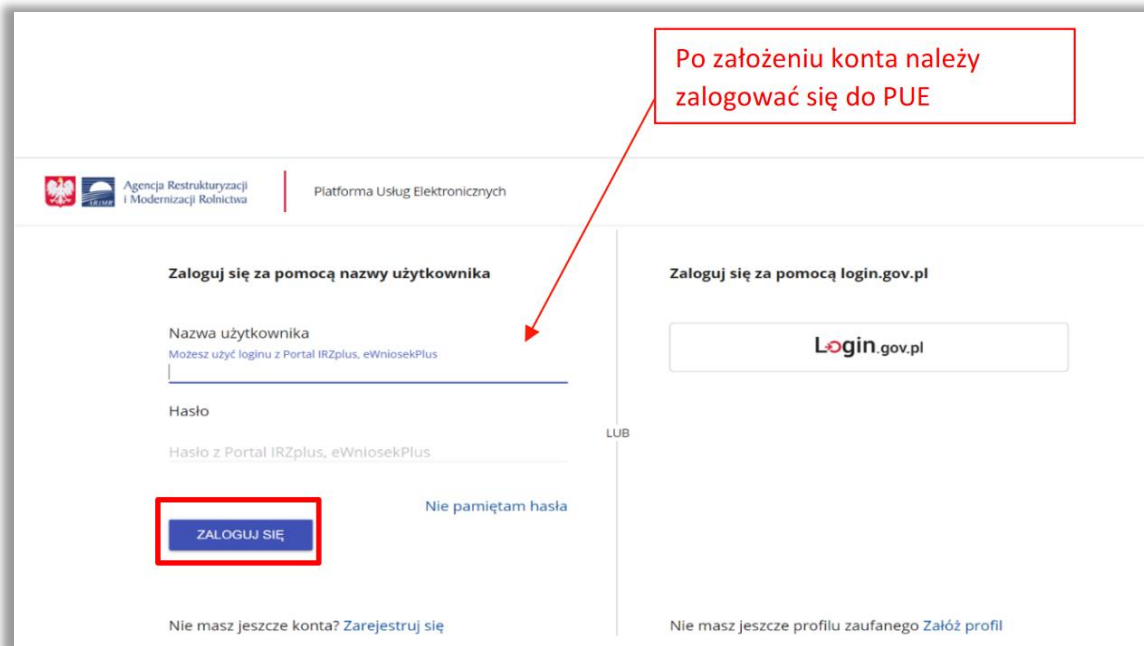 Po założeniu konta należy
zalogować się do PUE
ARIMR
Agencja Restrukturyzacji
i Modernizacji Rolnictwa
Platforma Usług Elektronicznych
Zaloguj się za pomocą nazwy użytkownika
Nazwa użytkownika
Możesz użyć loginu z Portal IRZplus, eWniosekPlus
Hasło
Hasło z Portal IRZplus, eWniosekPlus
Nie pamiętam hasła
ZALOGUJ SIĘ
Nie masz jeszcze konta? Zarejestruj się
LUB
Zaloguj się za pomocą login.gov.pl
Login.gov.pl
Nie masz jeszcze profilu zaufanego Załóż profil